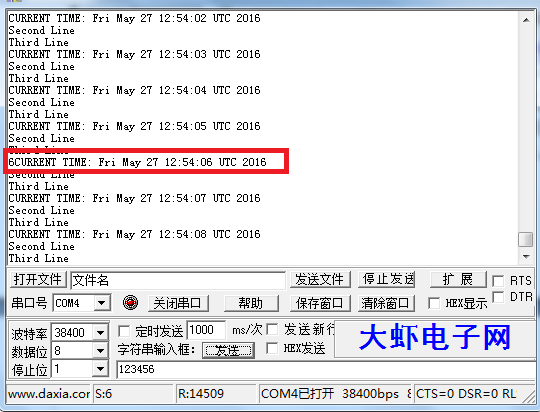 CURRENT TIME: Fri May 27 12:54:02 UTC 2016
Second Line
Third Line
CURRENT TIME: Fri May 27 12:54:03 UTC 2016
Second Line
Third Line
CURRENT TIME: Fri May 27 12:54:04 UTC 2016
Second Line
Third Line
CURRENT TIME: Fri May 27 12:54:05 UTC 2016
Second Line
Third Line
6CURRENT TIME: Fri May 27 12:54:06 UTC 2016
Second Line
Third Line
CURRENT TIME: Fri May 27 12:54:07 UTC 2016
Second Line
Third Line
CURRENT TIME: Fri May 27 12:54:08 UTC 2016
Second Line
Third Line
打开文件 文件名 发送文件 停止发送 扩 展 RTS
串口号 COM4 关闭串口 帮助 保存窗口 清除窗口 HEX显示 DTR
波特率 38400 定时发送 1000 ms/次 发送新行 大虾电子网
数据位 8 字符串输入框: 发送 HEX发送
停止位 1 123456
www.daxia.cor S:6 R:14509 COM4已打开 38400bps 8 CTS=0 DSR=0 RL